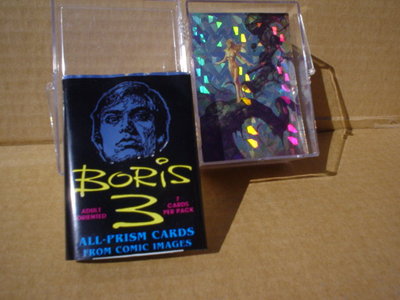 BORIS
3
ADULT
ORIENTED
7
CARDS
PER PACK
ALL-PRISM CARDS
FROM COMIC IMAGES